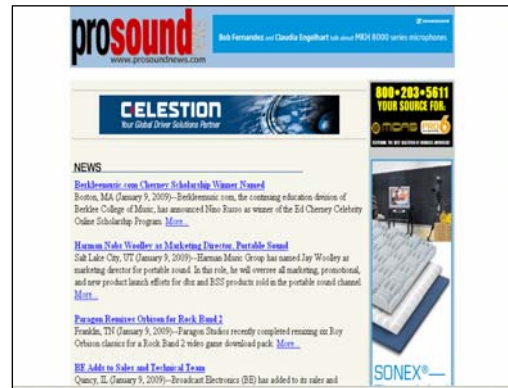 prosound news
www.prosoundnews.com
SENNHEISER
Bob Fernandez and Claudia Engelhart talk about MKH 8000 series microphones
CELESTION
Your Global Driver Solutions Partner
800•203•5611
YOUR SOURCE FOR:
MIDAS PRO6
NEWS
Berkleemusic.com Cherney Scholarship Winner Named
Boston, MA (January 9, 2009)--Berkleemusic.com, the continuing education division of
Berklee College of Music, has announced Nino Russo as winner of the Ed Cherney Celebrity
Online Scholarship Program. More...
Harman Nabs Woolley as Marketing Director, Portable Sound
Salt Lake City, UT (January 9, 2009)--Harman Music Group has named Jay Woolley as
marketing director for portable sound. In this role, he will oversee all marketing, promotional,
and new product launch efforts for dbx and BSS products sold in the portable sound channel.
More...
Paragon Remixes Orbison for Rock Band 2
Franklin, TN (January 9, 2009)--Paragon Studios recently completed remixing six Roy
Orbison classics for a Rock Band 2 video game download pack. More...
BE Adds to Sales and Technical Team
Quincy, IL (January 9, 2009)--Broadcast Electronics (BE) has added to its sales and
SONEX®—